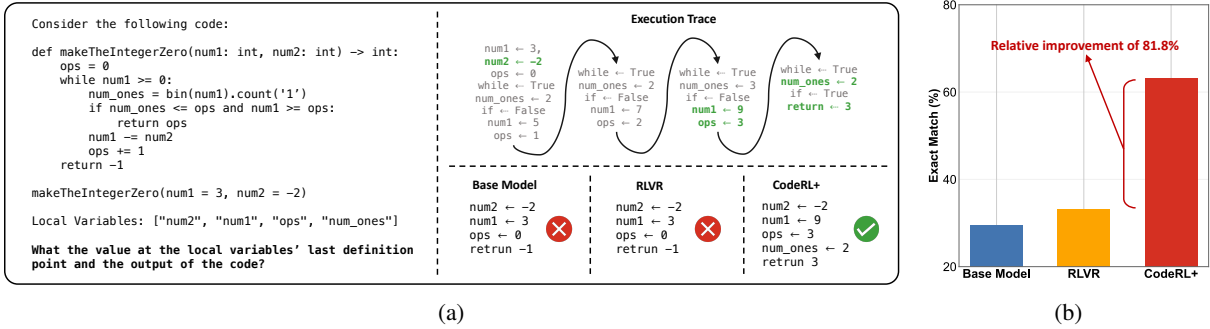 Consider the following code:
def makeTheIntegerZero(num1: int, num2: int) -> int:
    ops = 0
    while num1 >= 0:
        num_ones = bin(num1).count('1’)
        if num_ones <= ops and num1 >= ops:
            return ops
        num1 -= num2
        ops += 1
    return -1
makeTheIntegerZero(num1 = 3, num2 = -2)
Local Variables: ["num2", "num1", "ops", "num_ones"]
What the value at the local variables’ last definition
point and the output of the code?
Execution Trace
num1 ← 3,
num2 ← -2
ops ← 0
while ← True
num_ones ← 2
if ← False
num1 ← 5
ops ← 1
while ← True
num_ones ← 2
if ← False
num1 ← 7
ops ← 2
while ← True
num_ones ← 3
if ← False
num1 ← 9
ops ← 3
while ← True
num_ones ← 2
if ← True
return ← 3
Base Model
num2 ← -2
num1 ← 3
ops ← 0
retrun -1
RLVR
num2 ← -2
num1 ← 3
ops ← 0
retrun -1
CodeRL+
num2 ← -2
num1 ← 9
ops ← 3
num_ones ← 2
retrun 3
(a)
80
60
40
20
Exact Match (%)
Relative improvement of 81.8%
Base Model
RLVR
CodeRL+
(b)